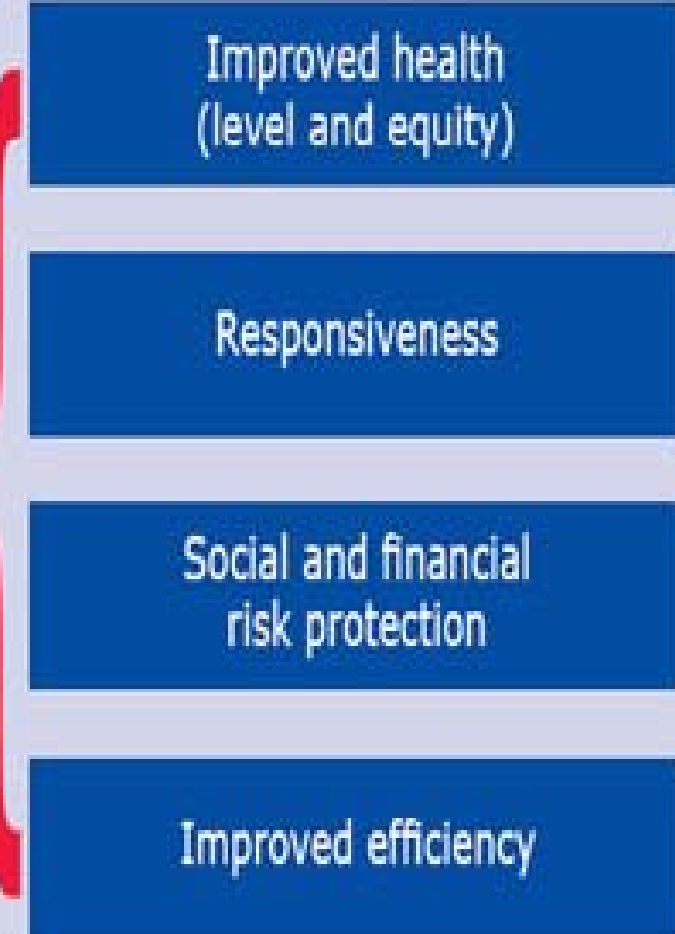 Improved health
(level and equity)
Responsiveness
Social and financial
risk protection
Improved efficiency